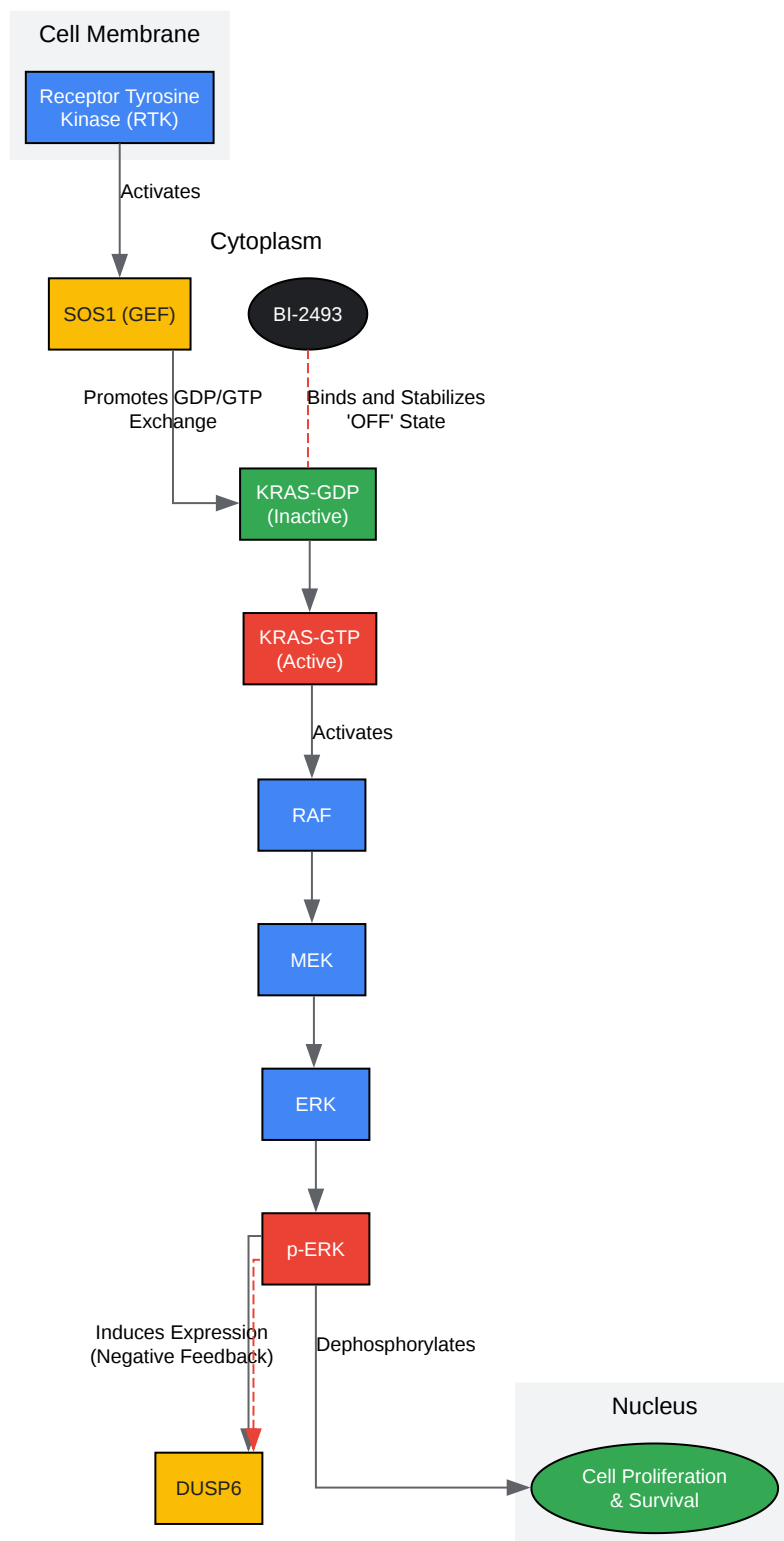 Cell Membrane
Receptor Tyrosine
Kinase (RTK)
Activates
Cytoplasm
SOS1 (GEF)
BI-2493
Promotes GDP/GTP
Exchange
Binds and Stabilizes
'OFF' State
KRAS-GDP
(Inactive)
KRAS-GTP
(Active)
Activates
RAF
MEK
ERK
p-ERK
Induces Expression
(Negative Feedback)
Dephosphorylates
Nucleus
Cell Proliferation
& Survival
DUSP6